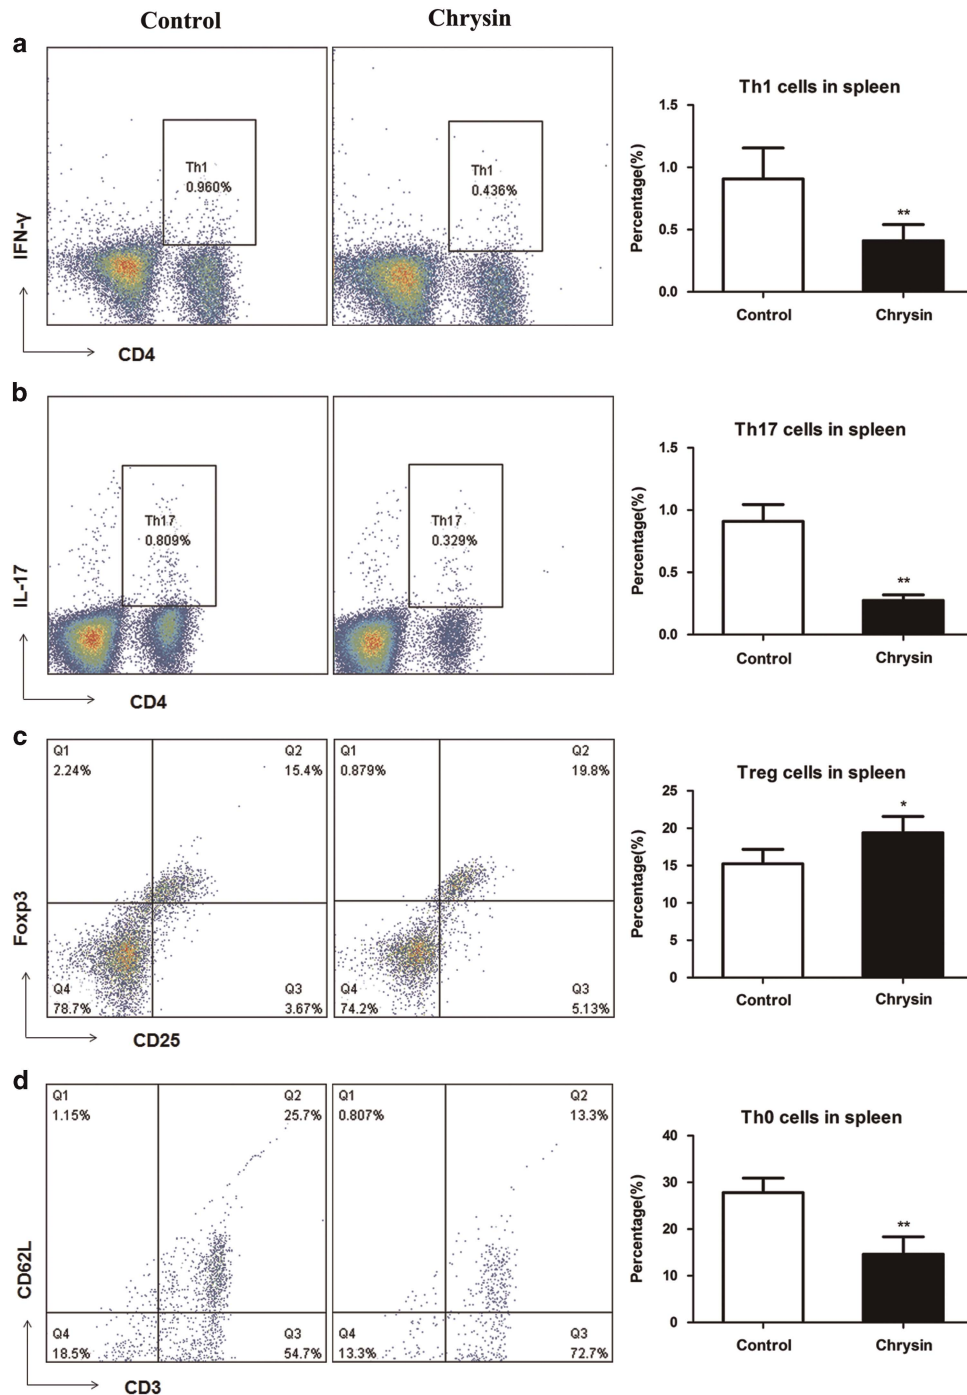 Control
Chrysin
a
Th1
0.960%
Th1
0.436%
IFN-γ
CD4
Th1 cells in spleen
Percentage(%)
1.5
1.0
0.5
0.0
**
Control
Chrysin
b
Th17
0.809%
Th17
0.329%
IL-17
CD4
Th17 cells in spleen
Percentage(%)
1.5
1.0
0.5
0.0
**
Control
Chrysin
c
Q1
2.24%
Q2
15.4%
Q4
78.7%
Q3
3.67%
Q1
0.879%
Q2
19.8%
Q4
74.2%
Q3
5.13%
Foxp3
CD25
Treg cells in spleen
Percentage(%)
25
20
15
10
5
0
*
Control
Chrysin
d
Q1
1.15%
Q2
25.7%
Q4
18.5%
Q3
54.7%
Q1
0.807%
Q2
13.3%
Q4
13.3%
Q3
72.7%
CD62L
CD3
Th0 cells in spleen
Percentage(%)
40
30
20
10
0
**
Control
Chrysin